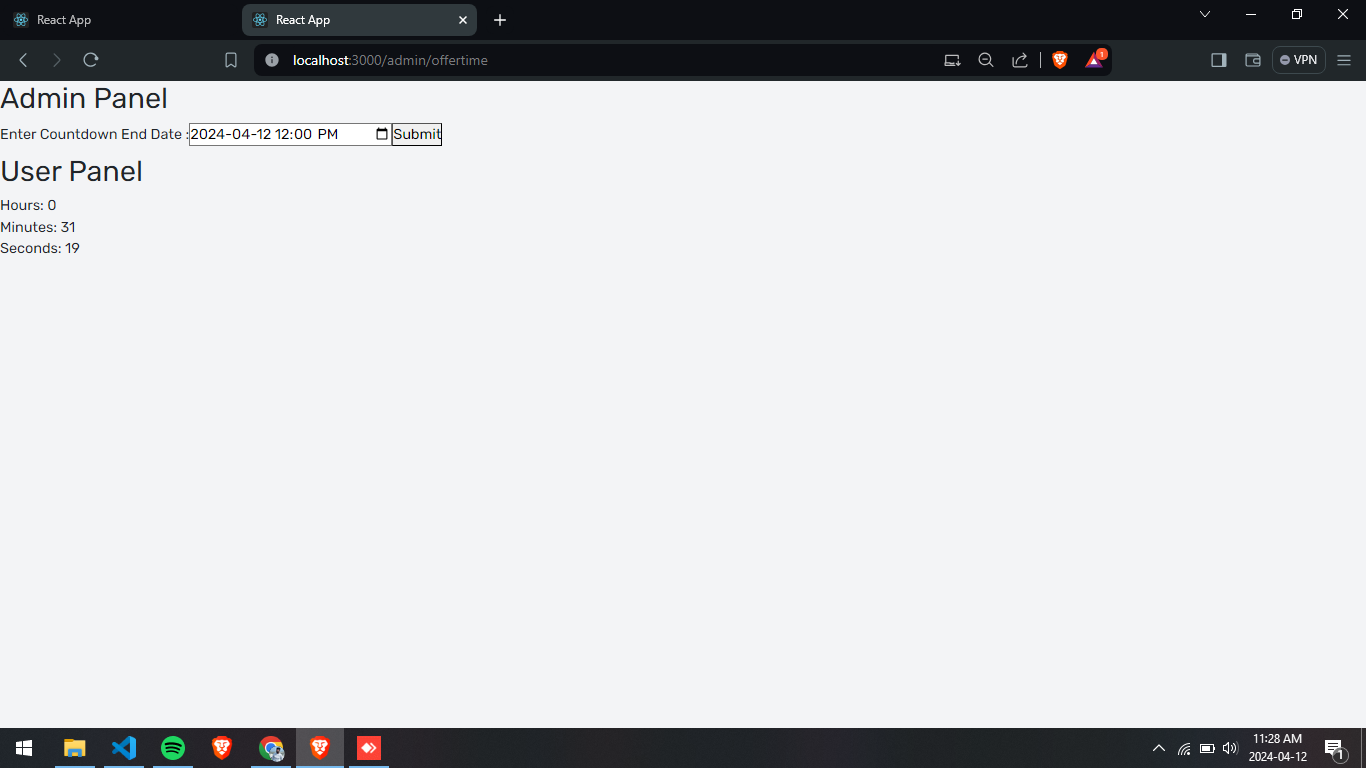 React App
React App
localhost:3000/admin/offertime
1
VPN
Admin Panel
Enter Countdown End Date :2024-04-12 12:00 PM Submit
User Panel
Hours: 0
Minutes: 31
Seconds: 19
11:28 AM
2024-04-12
1